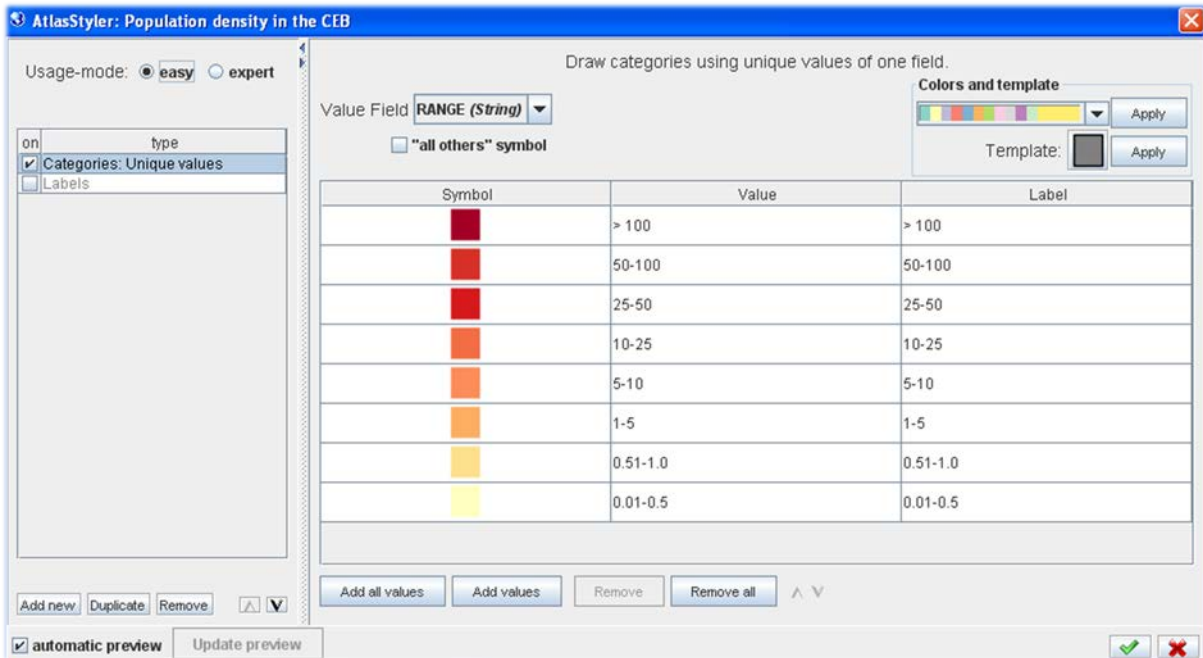 AtlasStyler: Population density in the CEB
Usage-mode: easy expert
on type
Categories: Unique values
Labels
Add new Duplicate Remove
automatic preview Update preview
Draw categories using unique values of one field.
Value Field RANGE (String)
"all others" symbol
Colors and template
Apply
Template: Apply
Symbol Value Label
> 100 > 100
50-100 50-100
25-50 25-50
10-25 10-25
5-10 5-10
1-5 1-5
0.51-1.0 0.51-1.0
0.01-0.5 0.01-0.5
Add all values Add values Remove Remove all